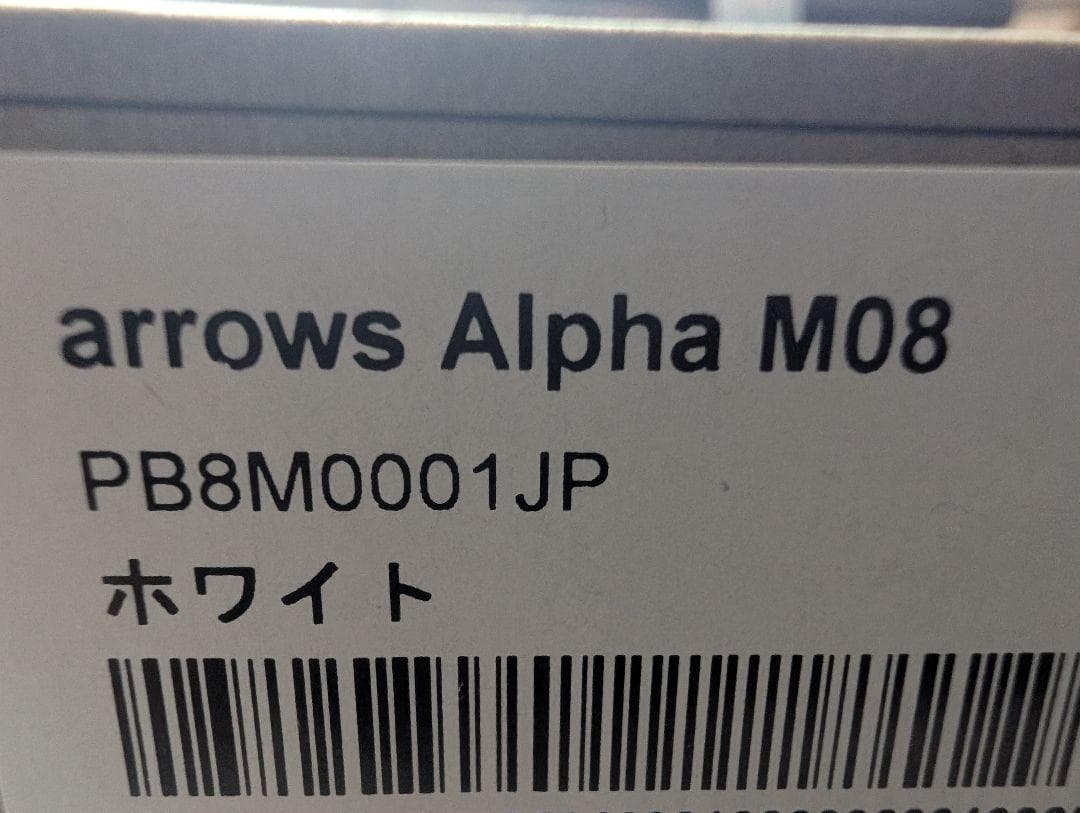 arrows Alpha M08
PB8M0001JP
ホワイト